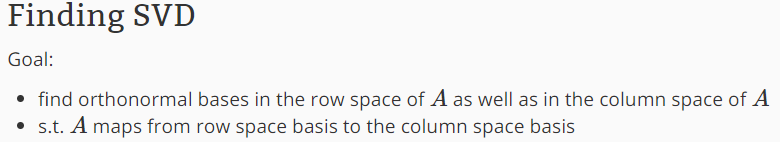 Finding SVD
Goal:
• find orthonormal bases in the row space of A as well as in the column space of A
• s.t. A maps from row space basis to the column space basis